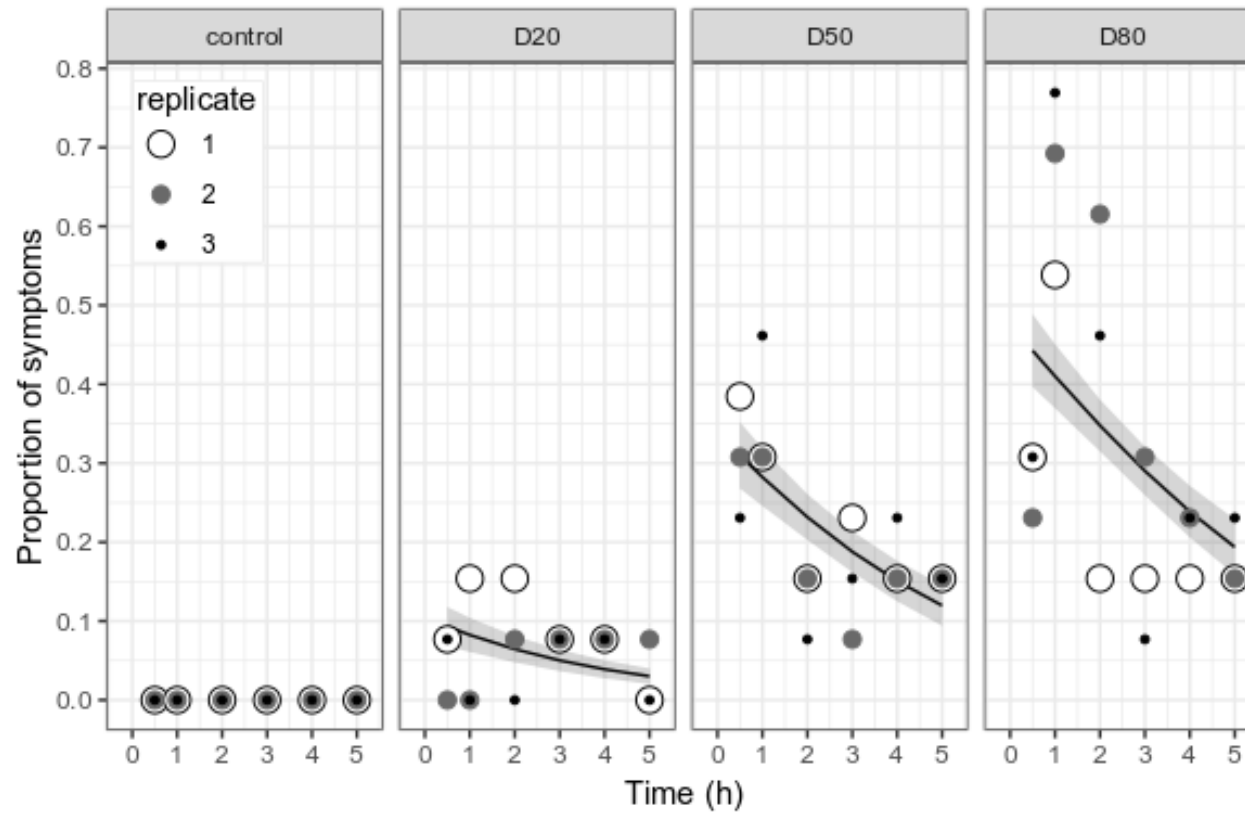 control D20 D50 D80
replicate
1
2
3
0.8
0.7
0.6
0.5
0.4
0.3
0.2
0.1
0.0
Proportion of symptoms
0 1 2 3 4 5 0 1 2 3 4 5 0 1 2 3 4 5 0 1 2 3 4 5
Time (h)